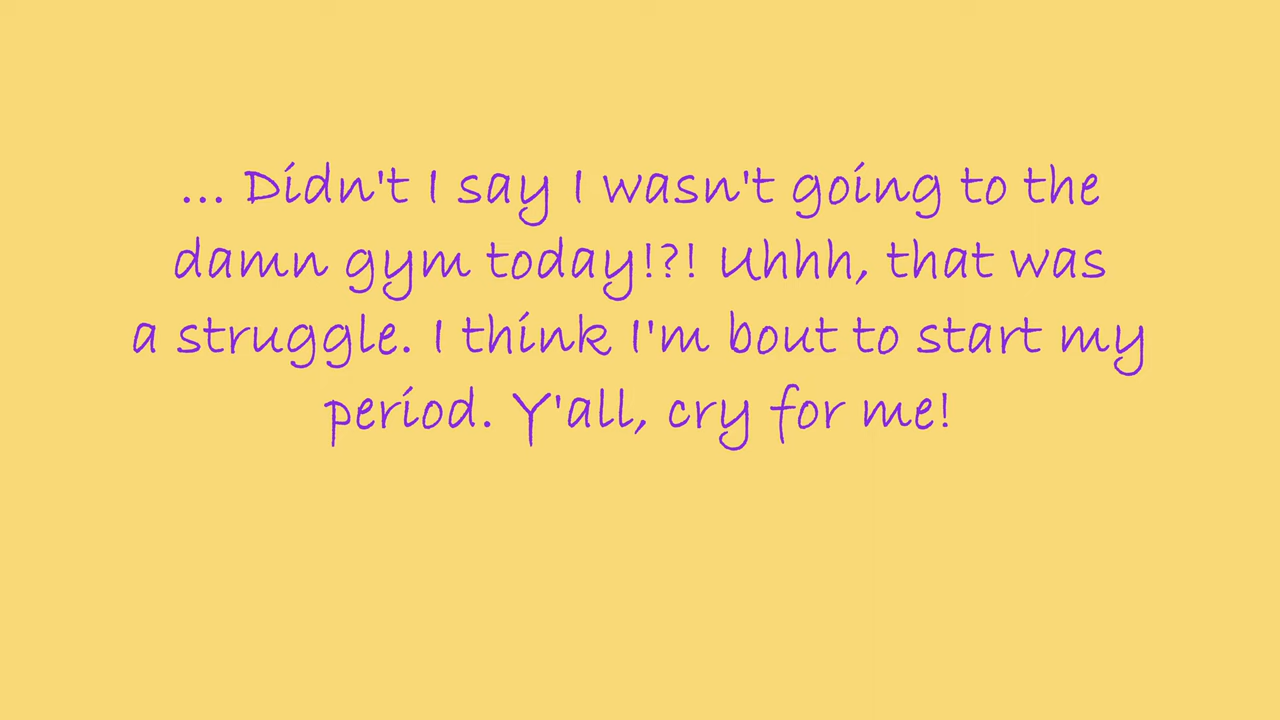 ... Didn't I say I wasn't going to the
damn gym today!?! Uhhh, that was
a struggle. I think I'm bout to start my
period. Y'all, cry for me!